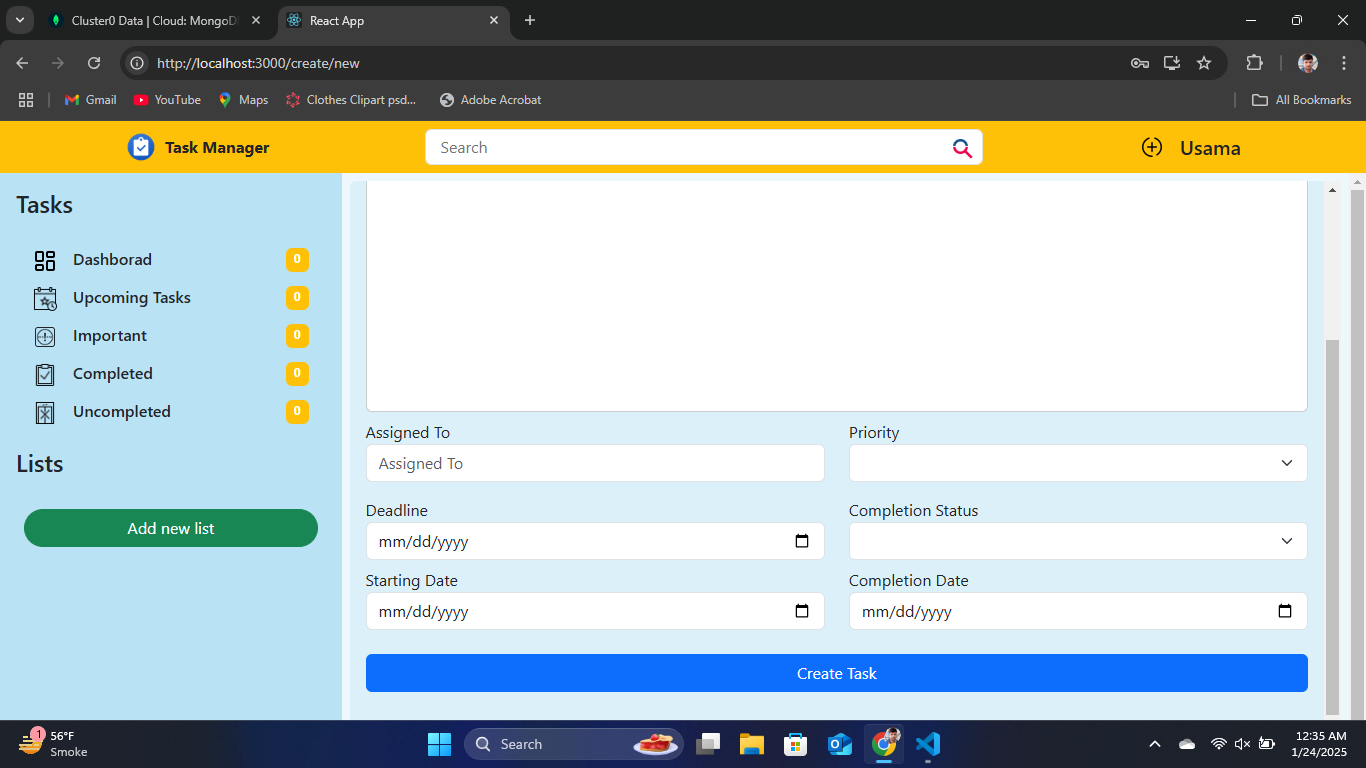 Cluster0 Data | Cloud: MongoD
React App
http://localhost:3000/create/new
Gmail
YouTube
Maps
Clothes Clipart psd...
Adobe Acrobat
All Bookmarks
Task Manager
Search
Usama
Tasks
Dashborad 0
Upcoming Tasks 0
Important 0
Completed 0
Uncompleted 0
Lists
Add new list
Assigned To
Assigned To
Priority
Deadline
mm/dd/yyyy
Completion Status
Starting Date
mm/dd/yyyy
Completion Date
mm/dd/yyyy
Create Task
1
56°F
Smoke
Search
12:35 AM
1/24/2025